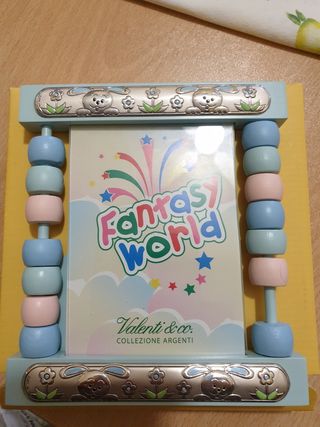 Fantasy
World
Valenti & co.
COLLEZIONE ARGENTI